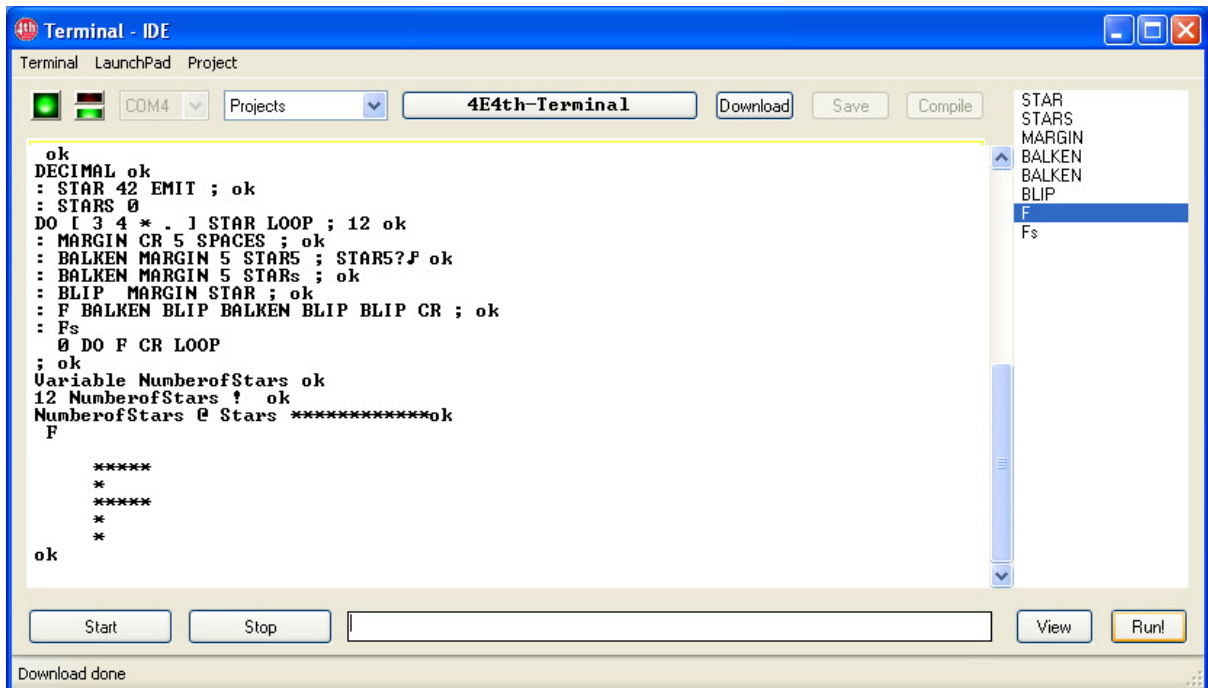 4th Terminal - IDE
Terminal LaunchPad Project
COM4 Projects 4E4th-Terminal Download Save Compile
ok
DECIMAL ok
: STAR 42 EMIT ; ok
: STARS 0
DO [ 3 4 * . ] STAR LOOP ; 12 ok
: MARGIN CR 5 SPACES ; ok
: BALKEN MARGIN 5 STAR5 ; STAR5?♪ ok
: BALKEN MARGIN 5 STARs ; ok
: BLIP  MARGIN STAR ; ok
: F BALKEN BLIP BALKEN BLIP BLIP CR ; ok
: Fs
  0 DO F CR LOOP
; ok
Variable NumberofStars ok
12 NumberofStars !  ok
NumberofStars @ Stars ************ok
F
*****
*
*****
*
*
ok
STAR
STARS
MARGIN
BALKEN
BALKEN
BLIP
F
Fs
Start Stop View Run!
Download done